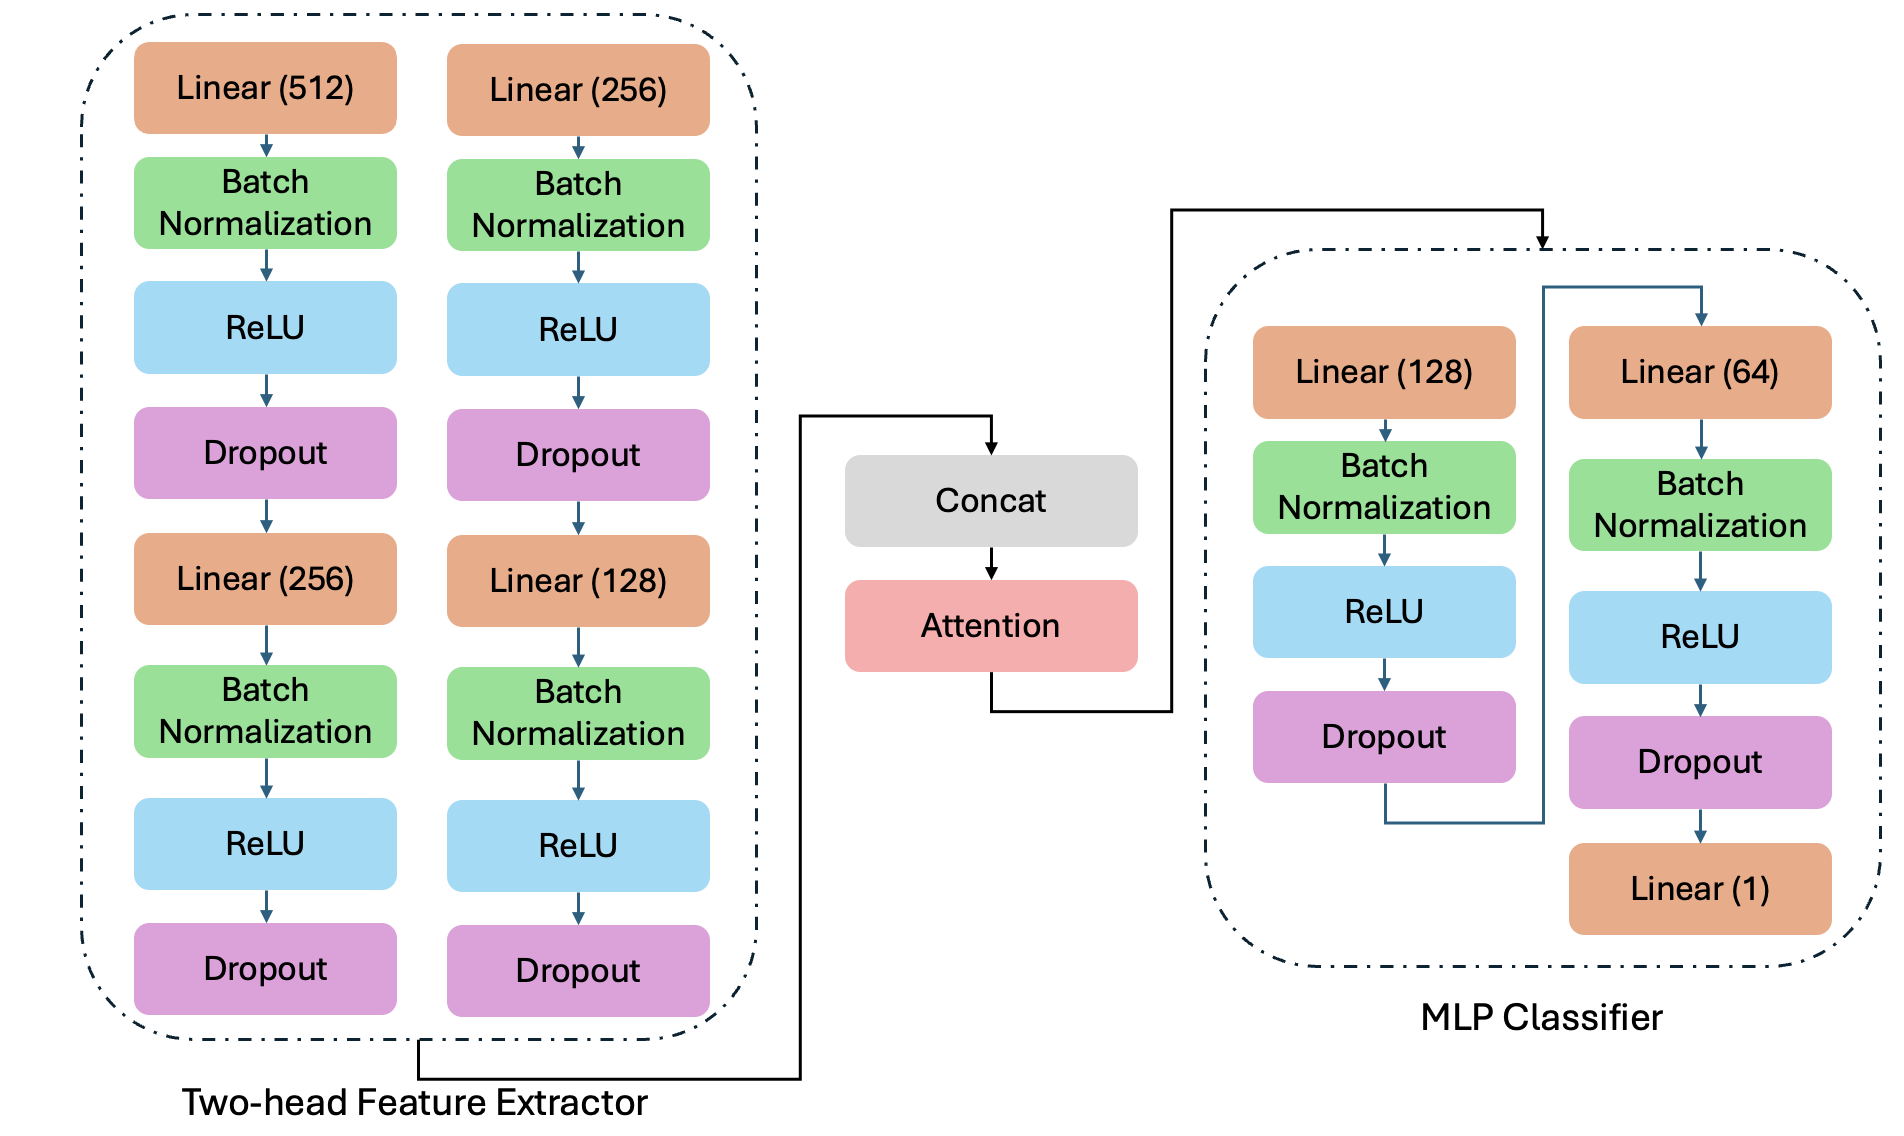 Linear (512)
Batch
Normalization
ReLU
Dropout
Linear (256)
Batch
Normalization
ReLU
Dropout
Linear (256)
Batch
Normalization
ReLU
Dropout
Linear (128)
Batch
Normalization
ReLU
Dropout
Two-head Feature Extractor
Concat
Attention
Linear (128)
Batch
Normalization
ReLU
Dropout
Linear (64)
Batch
Normalization
ReLU
Dropout
Linear (1)
MLP Classifier